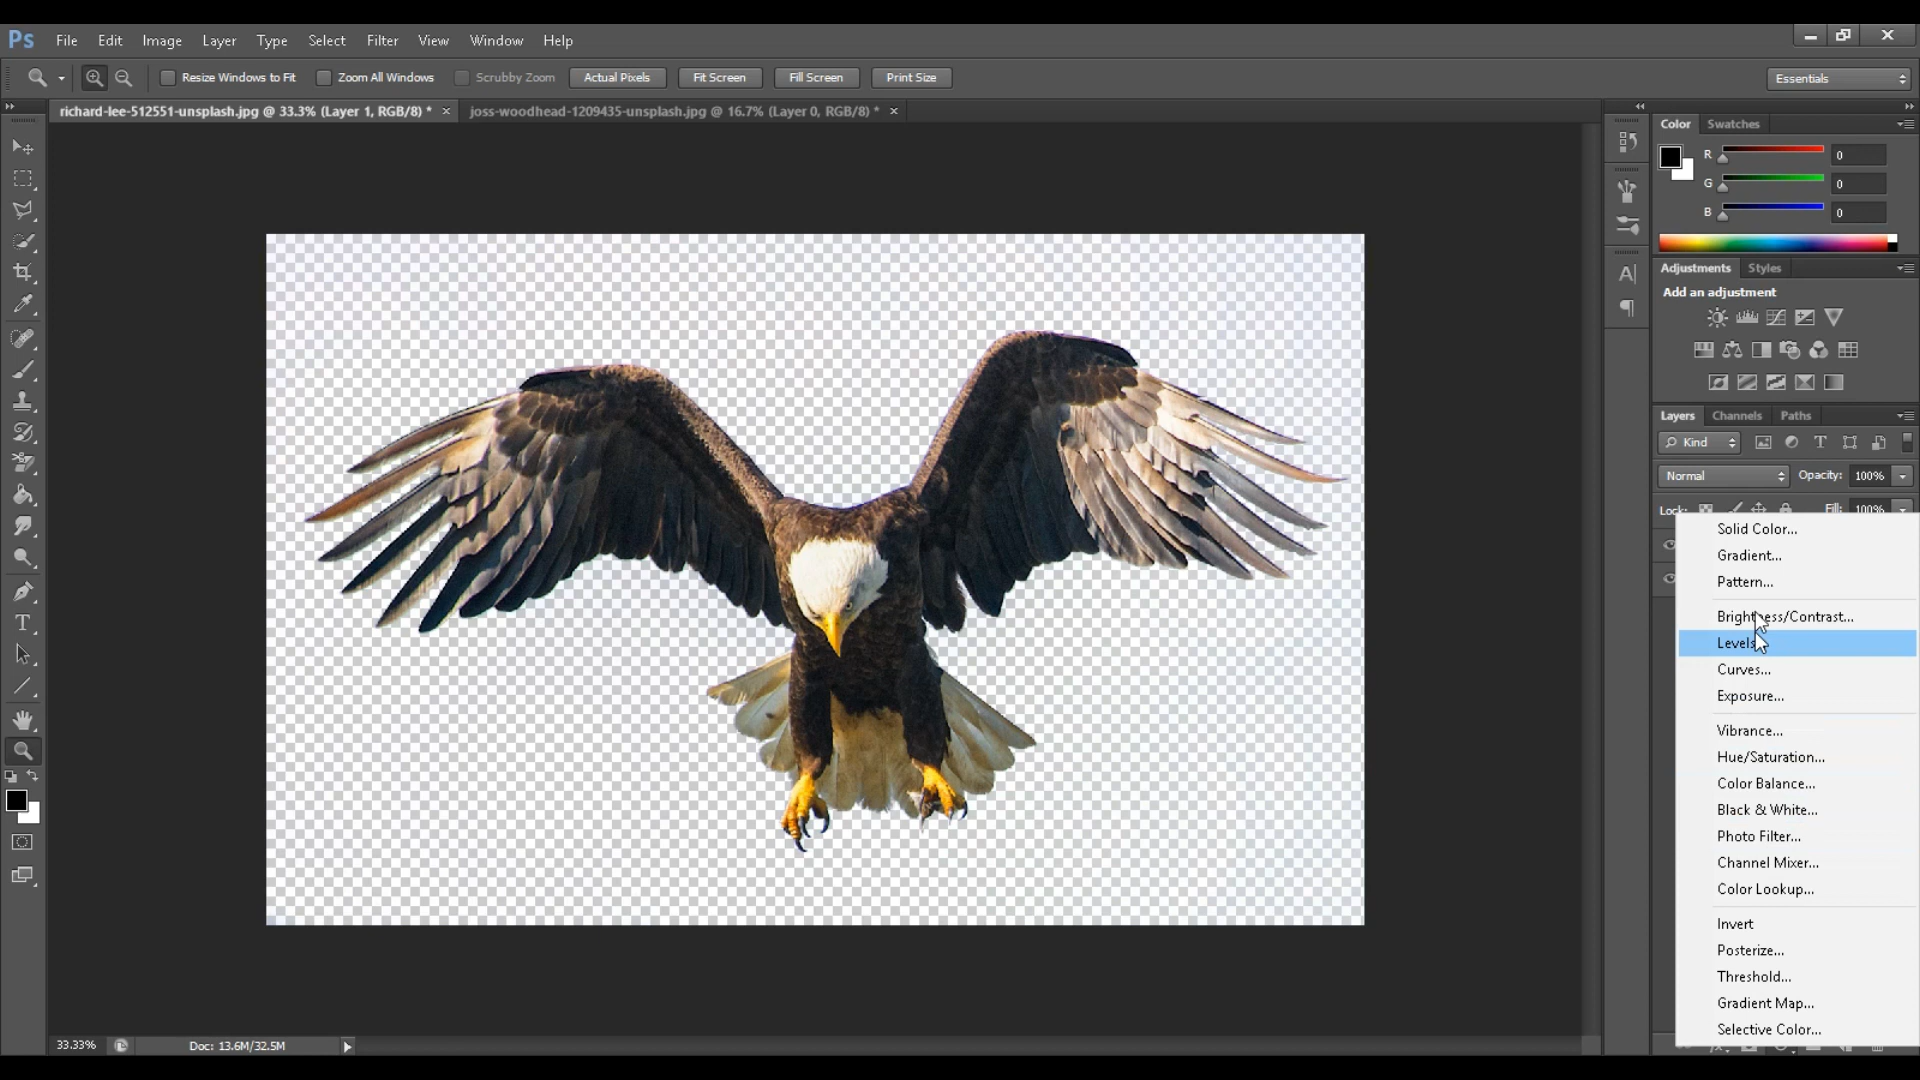 Ps File Edit Image Layer Type Select Filter View Window Help
Resize Windows to Fit Zoom All Windows Scrubby Zoom Actual Pixels Fit Screen Fill Screen Print Size Essentials
richard-lee-512551-unsplash.jpg @ 33.3% (Layer 1, RGB/8) * × joss-woodhead-1209435-unsplash.jpg @ 16.7% (Layer 0, RGB/8) * ×
Color Swatches
R 0
G 0
B 0
Adjustments Styles
Add an adjustment
Layers Channels Paths
Kind
Normal Opacity: 100%
Lock: Fill: 100%
Solid Color...
Gradient...
Pattern...
Brightness/Contrast...
Levels
Curves...
Exposure...
Vibrance...
Hue/Saturation...
Color Balance...
Black & White...
Photo Filter...
Channel Mixer...
Color Lookup...
Invert
Posterize...
Threshold...
Gradient Map...
Selective Color...
33.33% Doc: 13.6M/32.5M